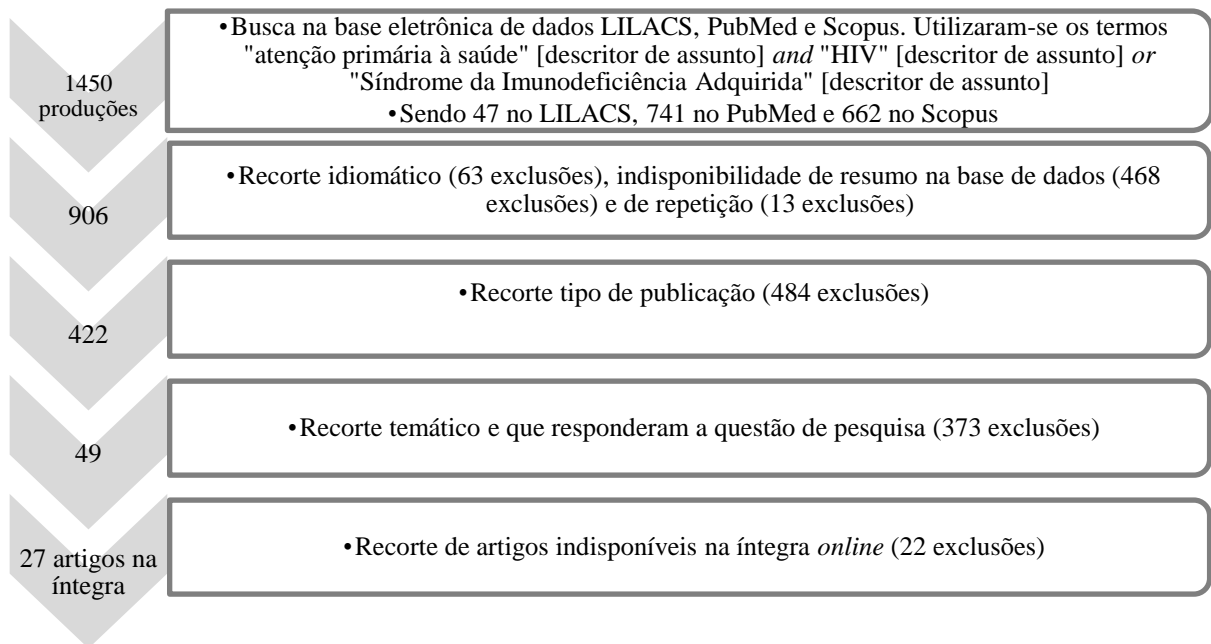 1450
produções
•Busca na base eletrônica de dados LILACS, PubMed e Scopus. Utilizaram-se os termos
"atenção primária à saúde" [descritor de assunto] and "HIV" [descritor de assunto] or
"Síndrome da Imunodeficiência Adquirida" [descritor de assunto]
•Sendo 47 no LILACS, 741 no PubMed e 662 no Scopus
906
•Recorte idiomático (63 exclusões), indisponibilidade de resumo na base de dados (468
exclusões) e de repetição (13 exclusões)
422
•Recorte tipo de publicação (484 exclusões)
49
•Recorte temático e que responderam a questão de pesquisa (373 exclusões)
27 artigos na
íntegra
•Recorte de artigos indisponíveis na íntegra online (22 exclusões)